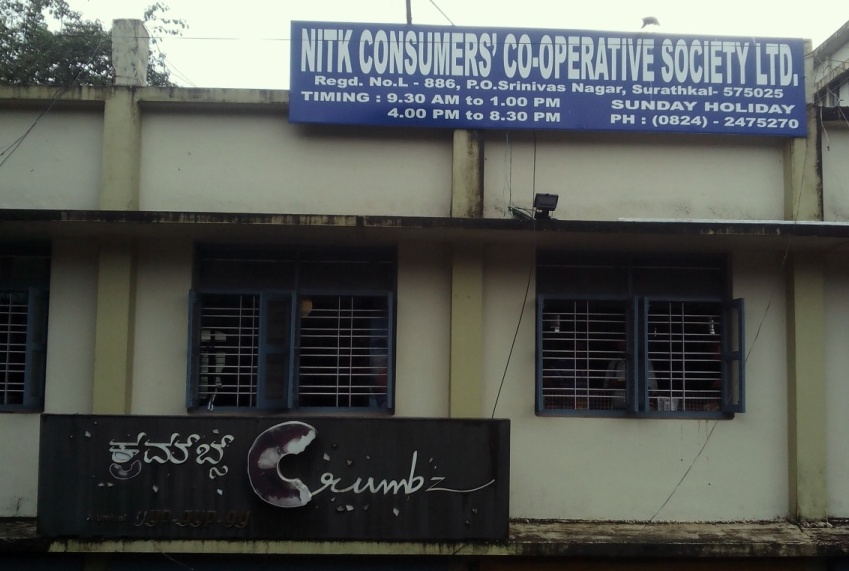 NITK CONSUMERS' CO-OPERATIVE SOCIETY LTD.
Regd. No.L - 886, P.O.Srinivas Nagar, Surathkal- 575025
TIMING : 9.30 AM to 1.00 PM SUNDAY HOLIDAY
4.00 PM to 8.30 PM PH : (0824) - 2475270
ಕ್ರಮ್ಬ್ಸ್ Crumbz